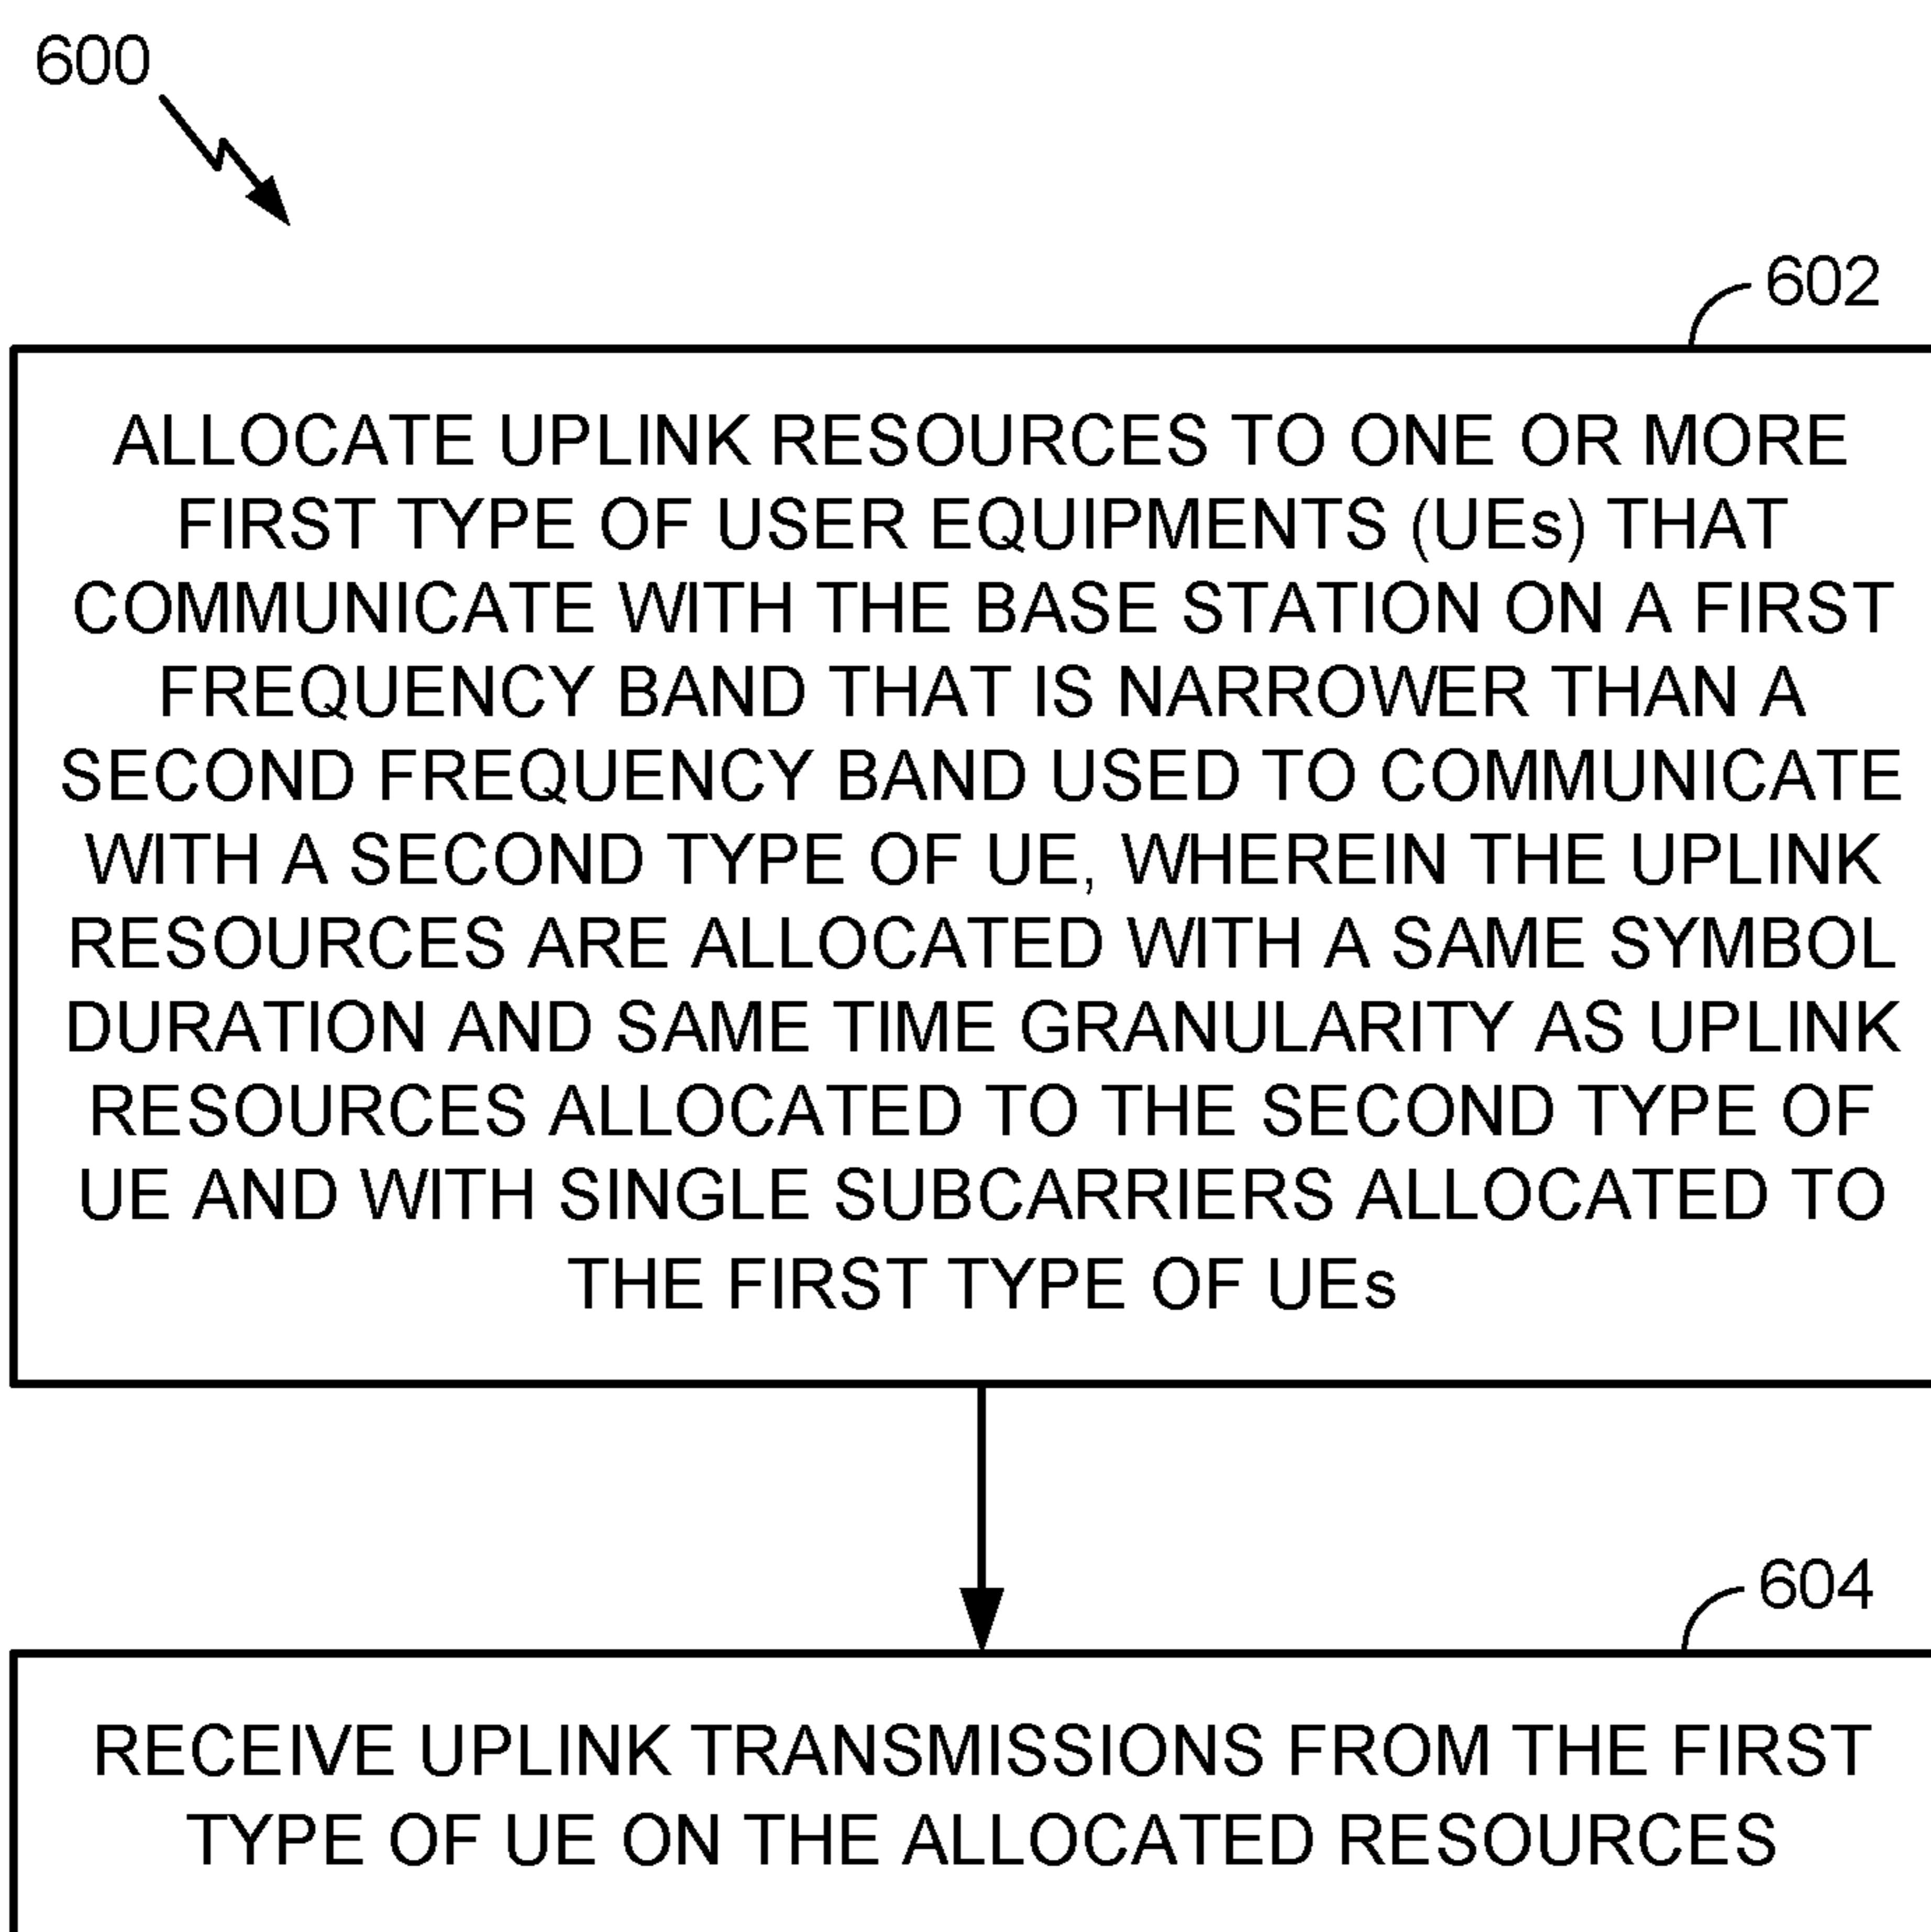 600
602
ALLOCATE UPLINK RESOURCES TO ONE OR MORE
FIRST TYPE OF USER EQUIPMENTS (UEs) THAT
COMMUNICATE WITH THE BASE STATION ON A FIRST
FREQUENCY BAND THAT IS NARROWER THAN A
SECOND FREQUENCY BAND USED TO COMMUNICATE
WITH A SECOND TYPE OF UE, WHEREIN THE UPLINK
RESOURCES ARE ALLOCATED WITH A SAME SYMBOL
DURATION AND SAME TIME GRANULARITY AS UPLINK
RESOURCES ALLOCATED TO THE SECOND TYPE OF
UE AND WITH SINGLE SUBCARRIERS ALLOCATED TO
THE FIRST TYPE OF UEs
604
RECEIVE UPLINK TRANSMISSIONS FROM THE FIRST
TYPE OF UE ON THE ALLOCATED RESOURCES